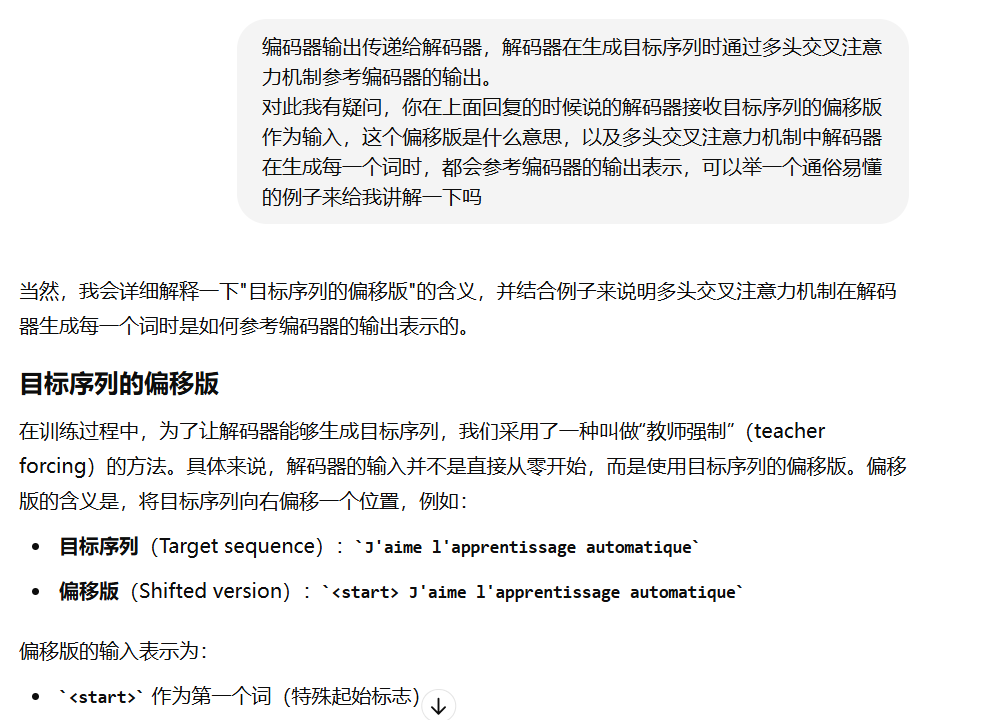 编码器输出传递给解码器，解码器在生成目标序列时通过多头交叉注意
力机制参考编码器的输出。
对此我有疑问，你在上面回复的时候说的解码器接收目标序列的偏移版
作为输入，这个偏移版是什么意思，以及多头交叉注意力机制中解码器
在生成每一个词时，都会参考编码器的输出表示，可以举一个通俗易懂
的例子来给我讲解一下吗
当然，我会详细解释一下"目标序列的偏移版"的含义，并结合例子来说明多头交叉注意力机制在解码
器生成每一个词时是如何参考编码器的输出表示的。
目标序列的偏移版
在训练过程中，为了让解码器能够生成目标序列，我们采用了一种叫做“教师强制”（teacher
forcing）的方法。具体来说，解码器的输入并不是直接从零开始，而是使用目标序列的偏移版。偏移
版的含义是，将目标序列向右偏移一个位置，例如：
• 目标序列（Target sequence）：`J'aime l'apprentissage automatique`
• 偏移版（Shifted version）：`<start> J'aime l'apprentissage automatique`
偏移版的输入表示为：
• `<start>` 作为第一个词（特殊起始标志）